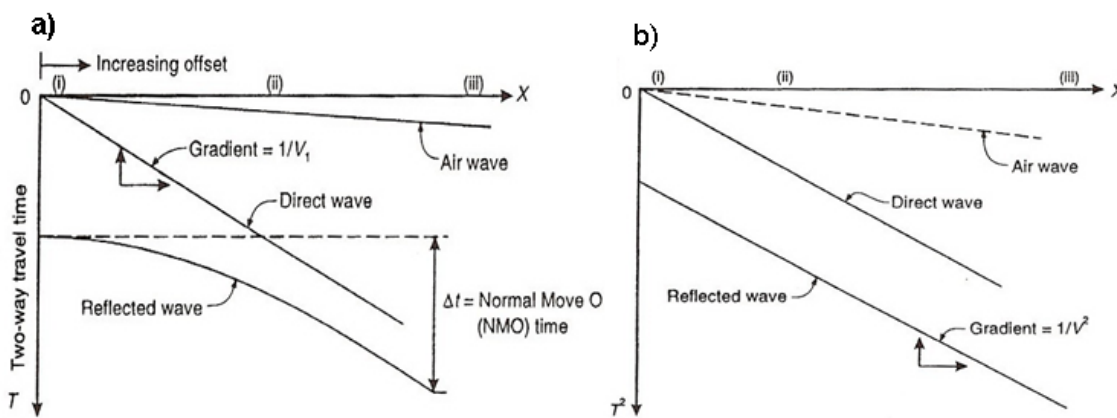 a)
Increasing offset
(i)
(ii)
(iii)
0
X
Gradient = 1/V₁
Air wave
Direct wave
Two-way travel time
Reflected wave
Δt = Normal Move O
(NMO) time
T
b)
(i)
(ii)
(iii)
0
X
Air wave
Direct wave
Reflected wave
Gradient = 1/V²
T²